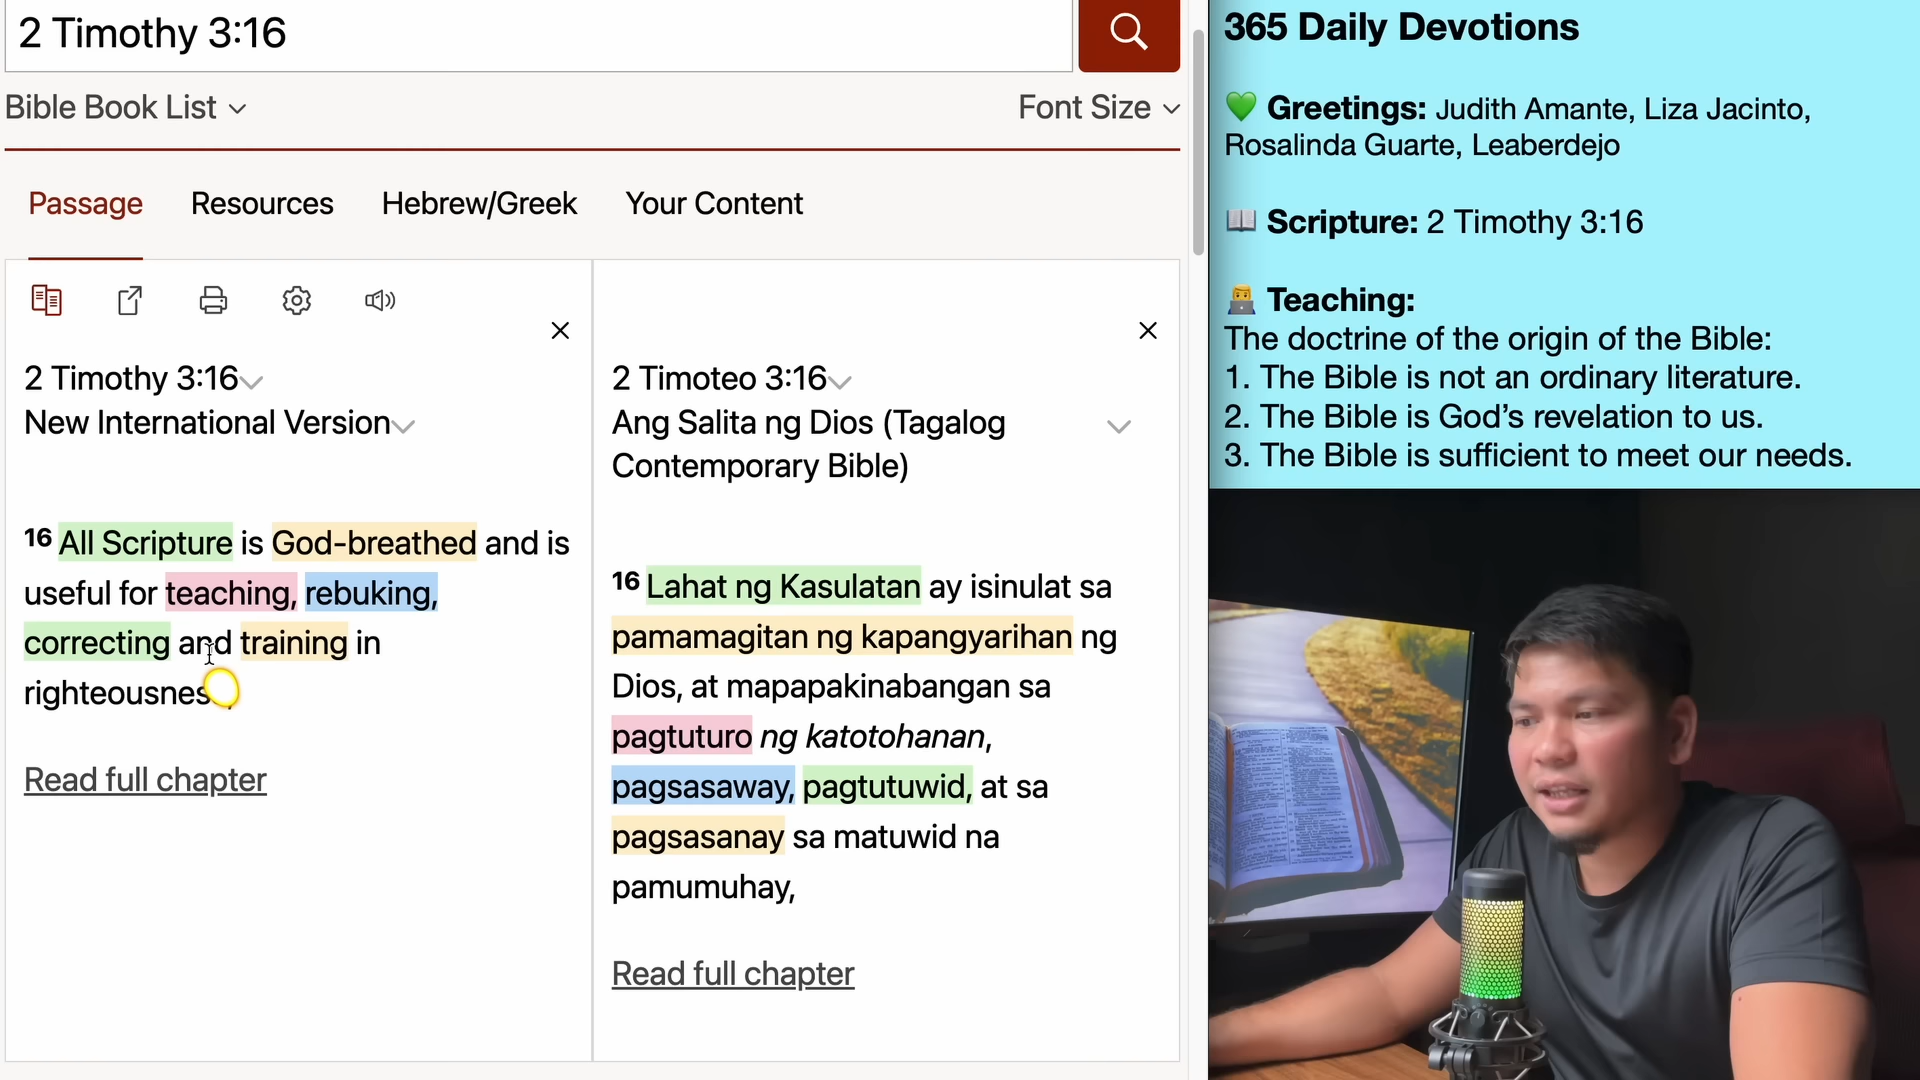 2 Timothy 3:16
Bible Book List
Font Size
Passage
Resources
Hebrew/Greek
Your Content
2 Timothy 3:16
New International Version
16 All Scripture is God-breathed and is
useful for teaching, rebuking,
correcting and training in
righteousnes
Read full chapter
2 Timoteo 3:16
Ang Salita ng Dios (Tagalog
Contemporary Bible)
16 Lahat ng Kasulatan ay isinulat sa
pamamagitan ng kapangyarihan ng
Dios, at mapapakinabangan sa
pagtuturo ng katotohanan,
pagsasaway, pagtutuwid, at sa
pagsasanay sa matuwid na
pamumuhay,
Read full chapter
365 Daily Devotions
💚 Greetings: Judith Amante, Liza Jacinto,
Rosalinda Guarte, Leaberdejo
📖 Scripture: 2 Timothy 3:16
👨‍💻 Teaching:
The doctrine of the origin of the Bible:
1. The Bible is not an ordinary literature.
2. The Bible is God’s revelation to us.
3. The Bible is sufficient to meet our needs.